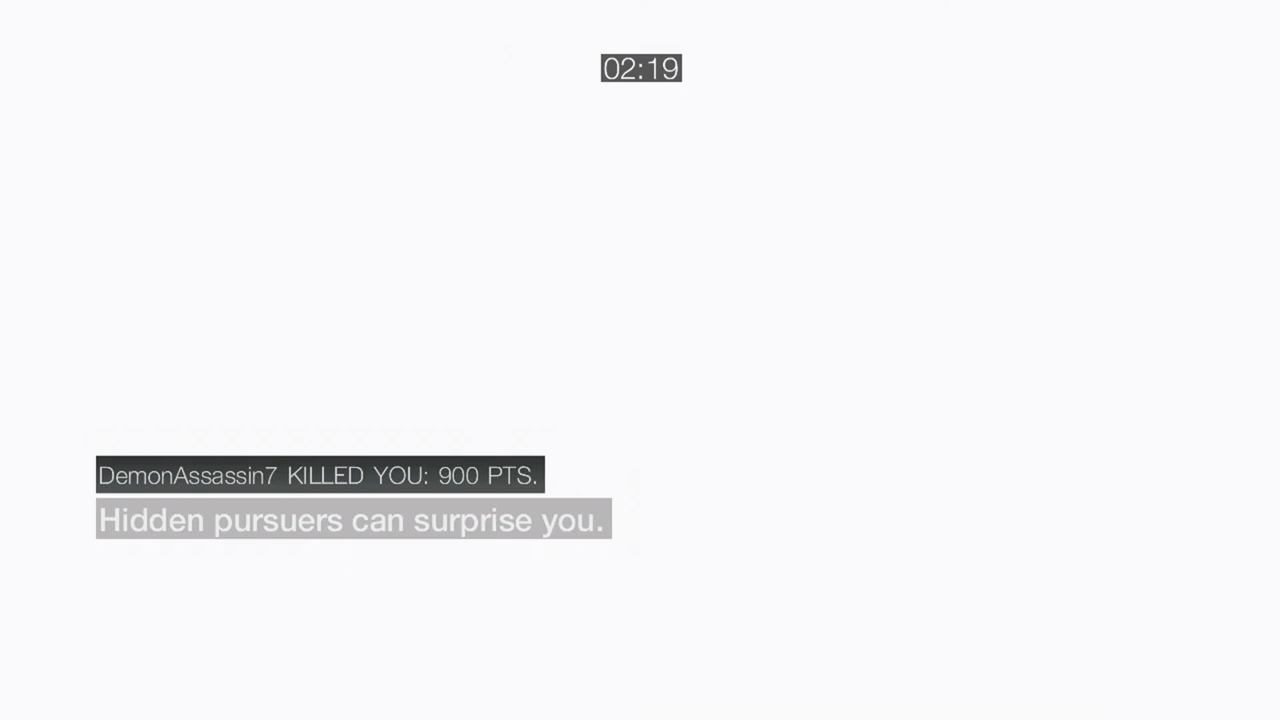 02:19
DemonAssassin7 KILLED YOU: 900 PTS.
Hidden pursuers can surprise you.